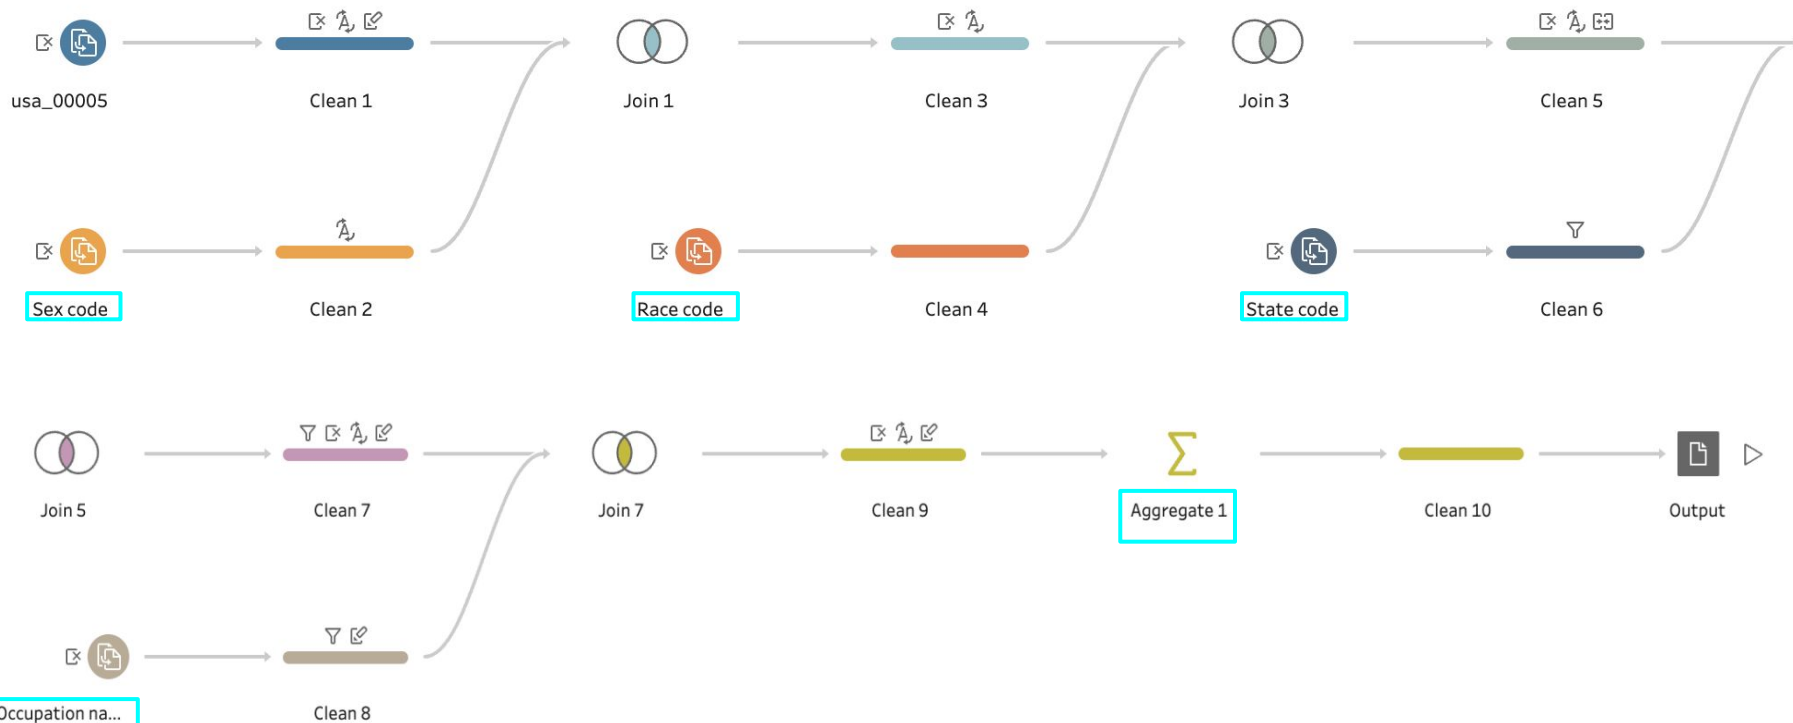 usa_00005
Clean 1
Join 1
Clean 3
Join 3
Clean 5
Sex code
Clean 2
Race code
Clean 4
State code
Clean 6
Join 5
Clean 7
Join 7
Clean 9
Aggregate 1
Clean 10
Output
Occupation na...
Clean 8